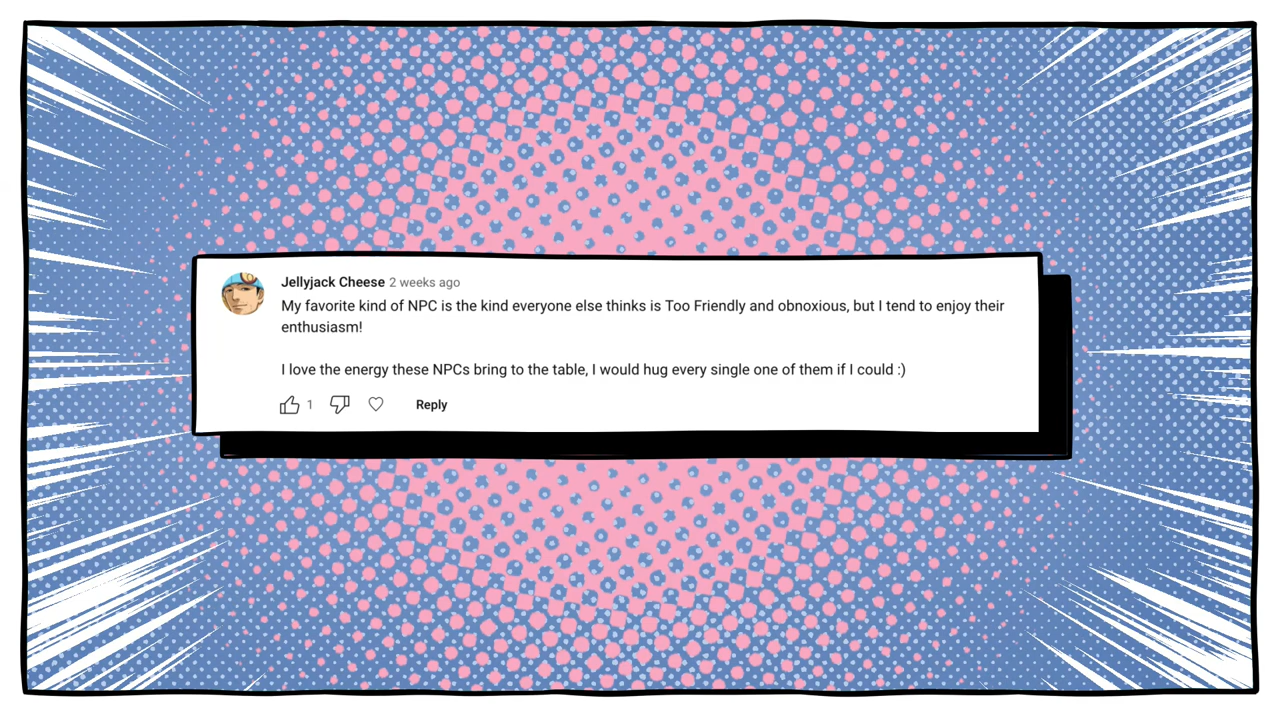 Jellyjack Cheese 2 weeks ago
My favorite kind of NPC is the kind everyone else thinks is Too Friendly and obnoxious, but I tend to enjoy their
enthusiasm!
I love the energy these NPCs bring to the table, I would hug every single one of them if I could :)
1 Reply